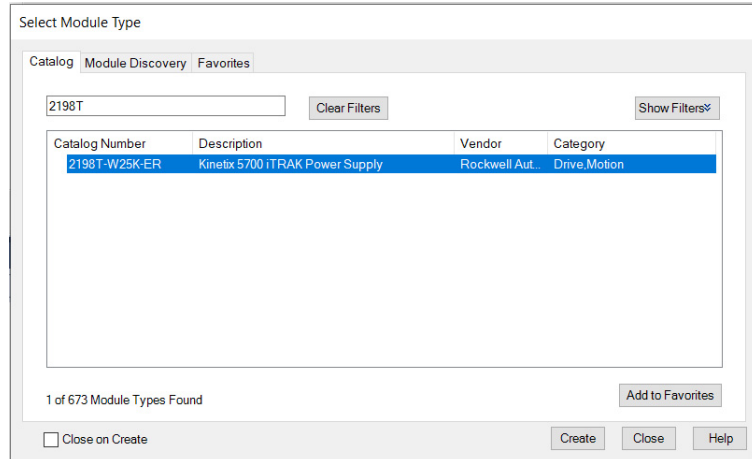 Select Module Type
Catalog Module Discovery Favorites
2198T Clear Filters Show Filters
Catalog Number Description Vendor Category
2198T-W25K-ER Kinetix 5700 iTRAK Power Supply Rockwell Aut... Drive,Motion
1 of 673 Module Types Found Add to Favorites
Close on Create Create Close Help